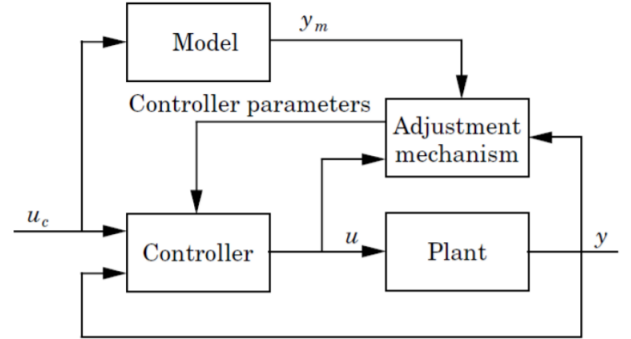 y_m
Model
Controller parameters
Adjustment
mechanism
u_c
Controller
u
Plant
y